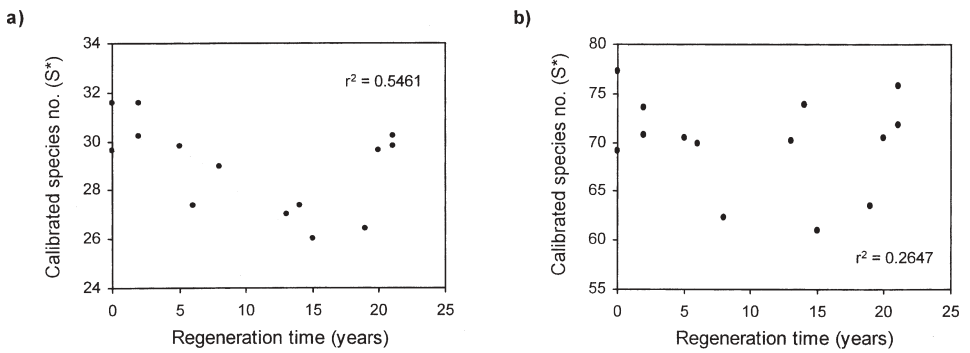 a)
34
32
30
28
26
24
Calibrated species no. (S*)
r² = 0.5461
0 5 10 15 20 25
Regeneration time (years)
b)
80
75
70
65
60
55
Calibrated species no. (S*)
r² = 0.2647
0 5 10 15 20 25
Regeneration time (years)